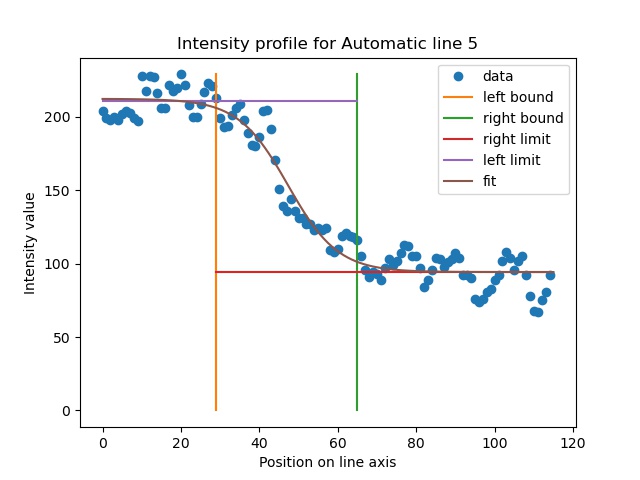 Intensity profile for Automatic line 5
data
left bound
right bound
right limit
left limit
fit
200
150
100
50
0
Intensity value
0 20 40 60 80 100 120
Position on line axis